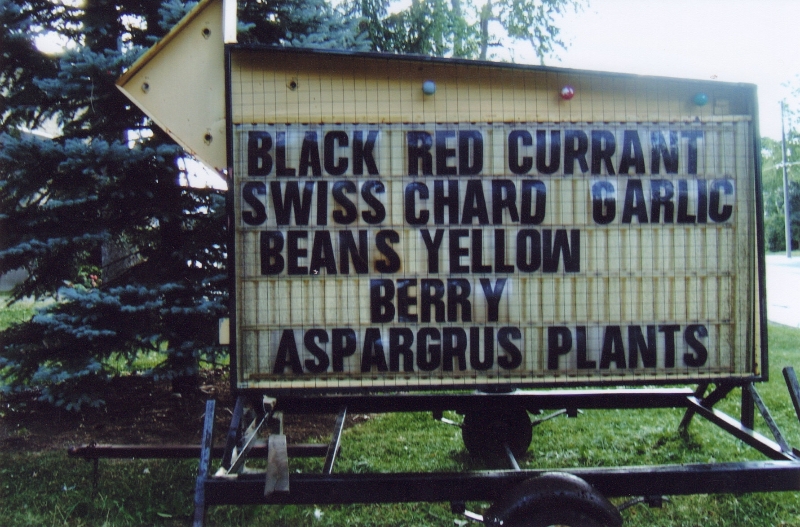 BLACK RED CURRANT
SWISS CHARD GARLIC
BEANS YELLOW
BERRY
ASPARGRUS PLANTS